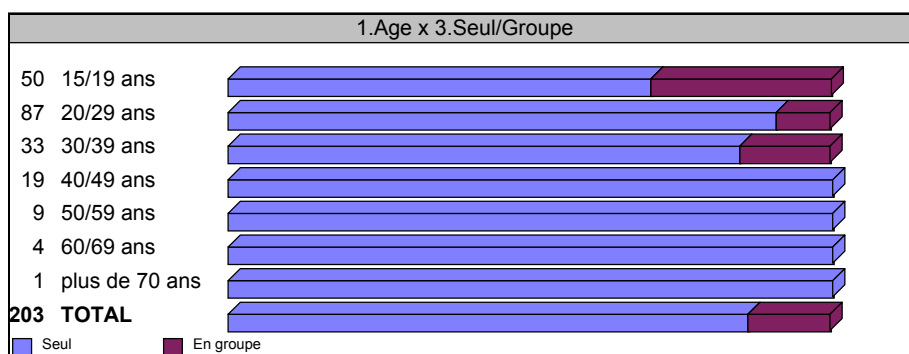 1.Age x 3.Seul/Groupe
50 15/19 ans
87 20/29 ans
33 30/39 ans
19 40/49 ans
9 50/59 ans
4 60/69 ans
1 plus de 70 ans
203 TOTAL
Seul En groupe